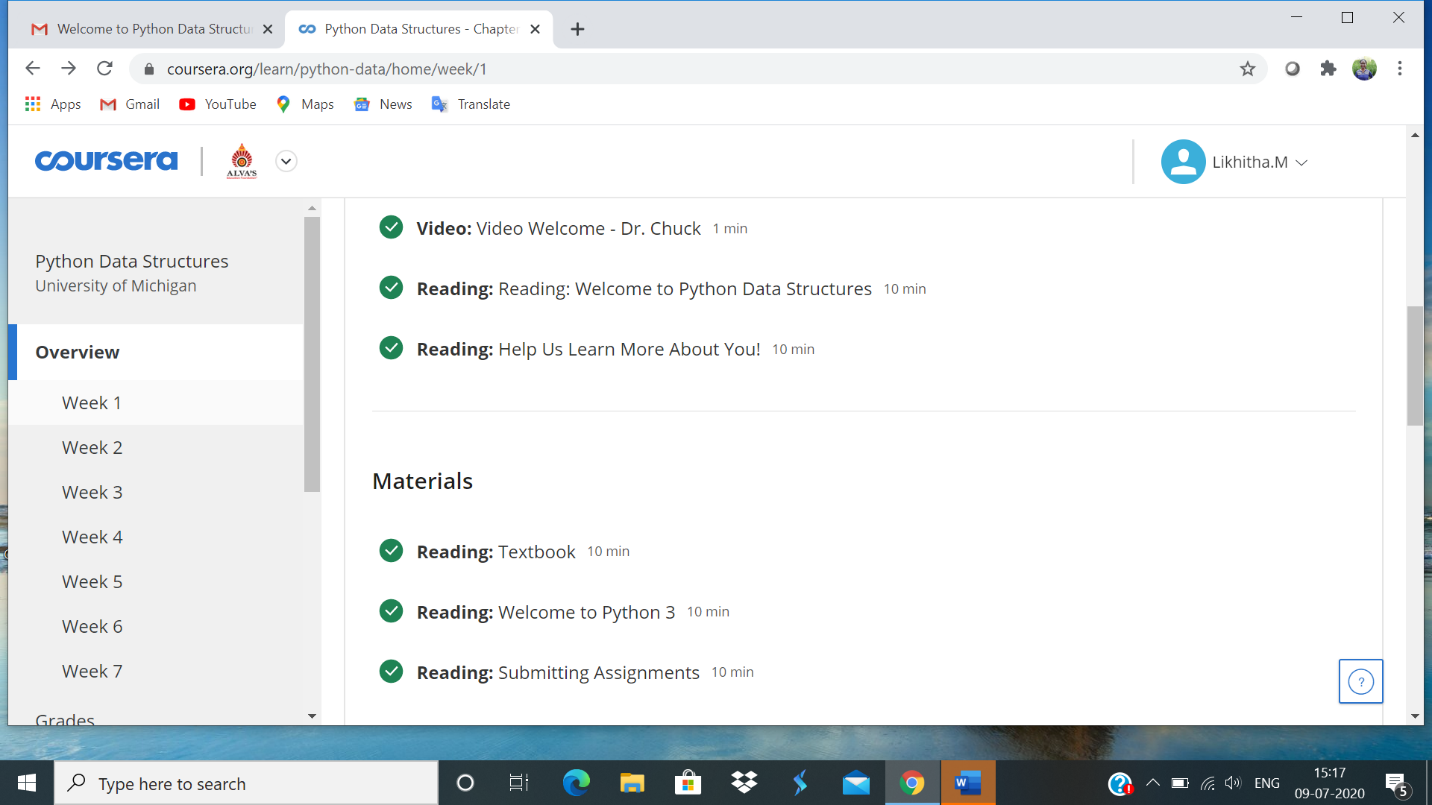 Welcome to Python Data Structu
Python Data Structures - Chapter
coursera.org/learn/python-data/home/week/1
Apps Gmail YouTube Maps News Translate
coursera
ALVA'S
Likhitha.M
Python Data Structures
University of Michigan
Overview
Week 1
Week 2
Week 3
Week 4
Week 5
Week 6
Week 7
Grades
Video: Video Welcome - Dr. Chuck 1 min
Reading: Reading: Welcome to Python Data Structures 10 min
Reading: Help Us Learn More About You! 10 min
Materials
Reading: Textbook 10 min
Reading: Welcome to Python 3 10 min
Reading: Submitting Assignments 10 min
?
Type here to search
ENG
15:17
09-07-2020
5